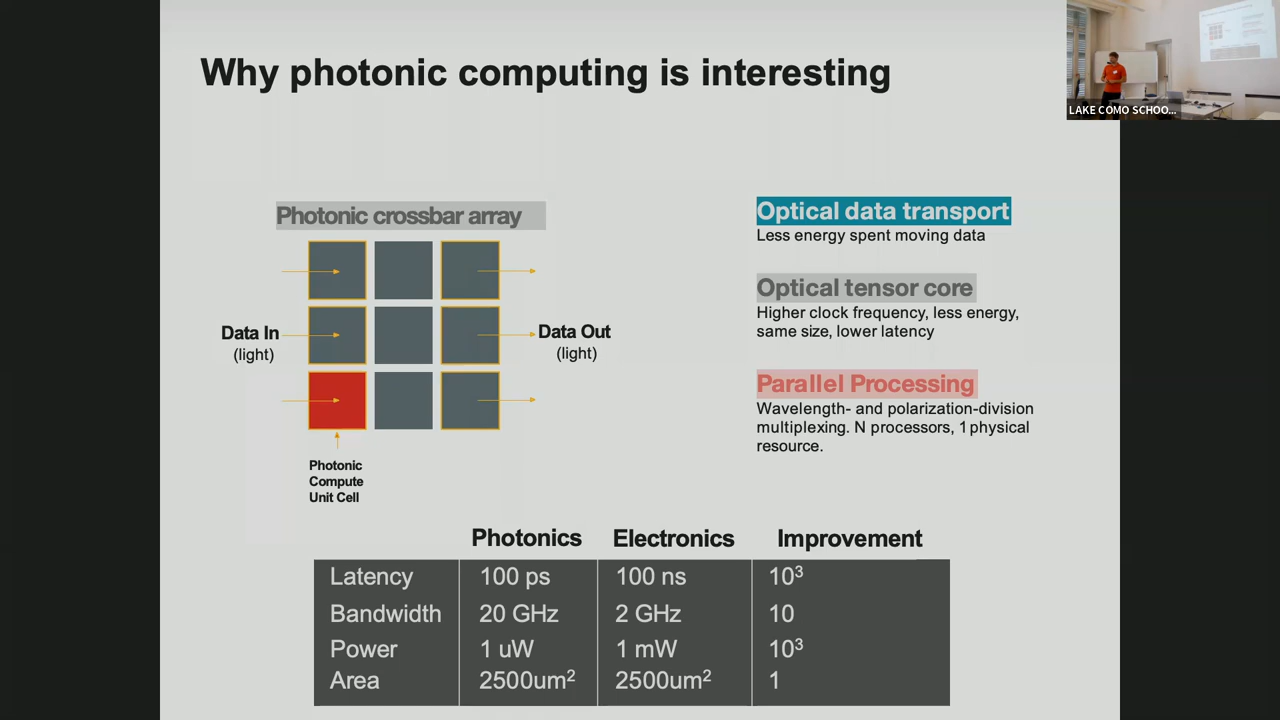 Why photonic computing is interesting
LAKE COMO SCHOO...
Photonic crossbar array
Data In
(light)
Data Out
(light)
Photonic
Compute
Unit Cell
Optical data transport
Less energy spent moving data
Optical tensor core
Higher clock frequency, less energy,
same size, lower latency
Parallel Processing
Wavelength- and polarization-division
multiplexing. N processors, 1 physical
resource.
Photonics Electronics Improvement
Latency 100 ps 100 ns 10³
Bandwidth 20 GHz 2 GHz 10
Power 1 uW 1 mW 10³
Area 2500um² 2500um² 1